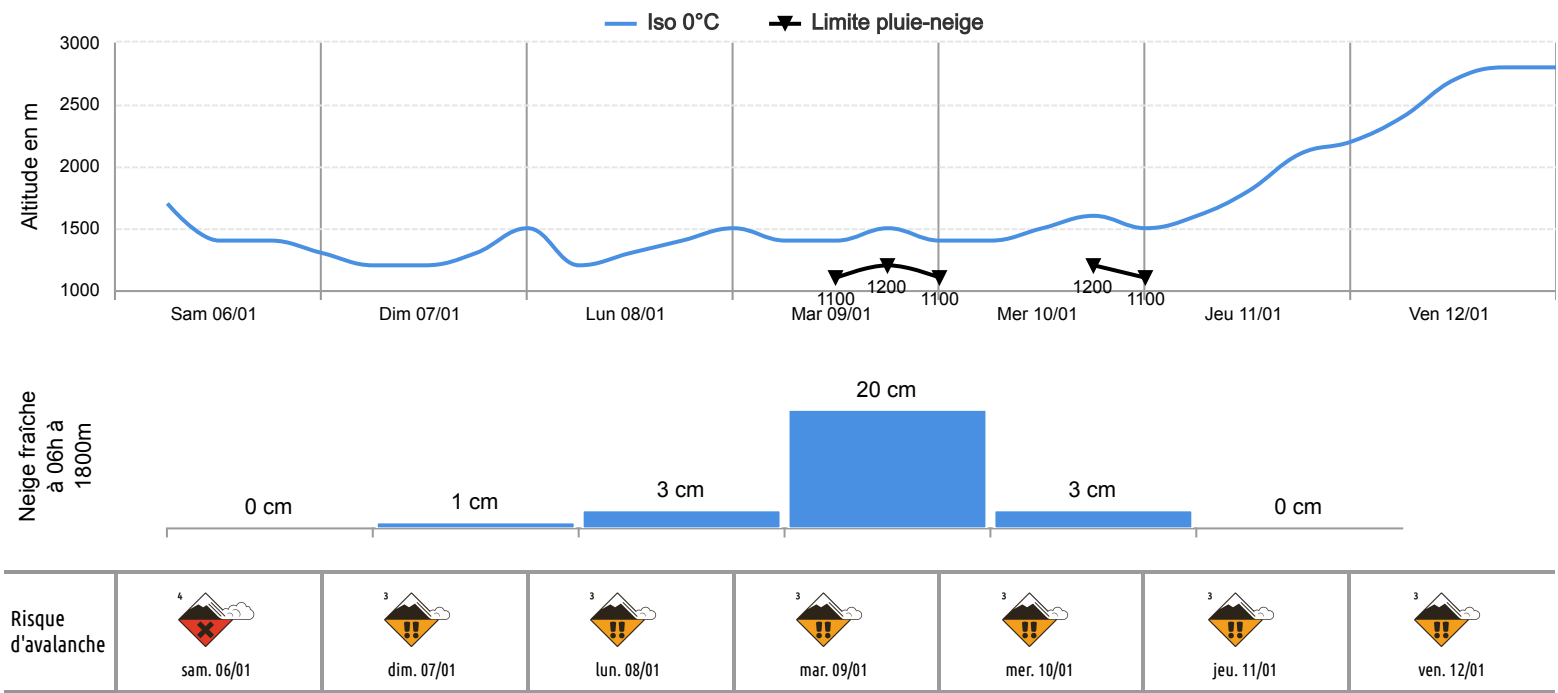 Iso 0°C Limite pluie-neige
Altitude en m
3000
2500
2000
1500
1000
1100 1200 1100 1200 1100
Sam 06/01 Dim 07/01 Lun 08/01 Mar 09/01 Mer 10/01 Jeu 11/01 Ven 12/01
Neige fraîche
à 06h à
1800m
0 cm 1 cm 3 cm 20 cm 3 cm 0 cm
Risque
d'avalanche
4 3 3 3 3 3 3
!! !! !! !! !! !!
sam. 06/01 dim. 07/01 lun. 08/01 mar. 09/01 mer. 10/01 jeu. 11/01 ven. 12/01